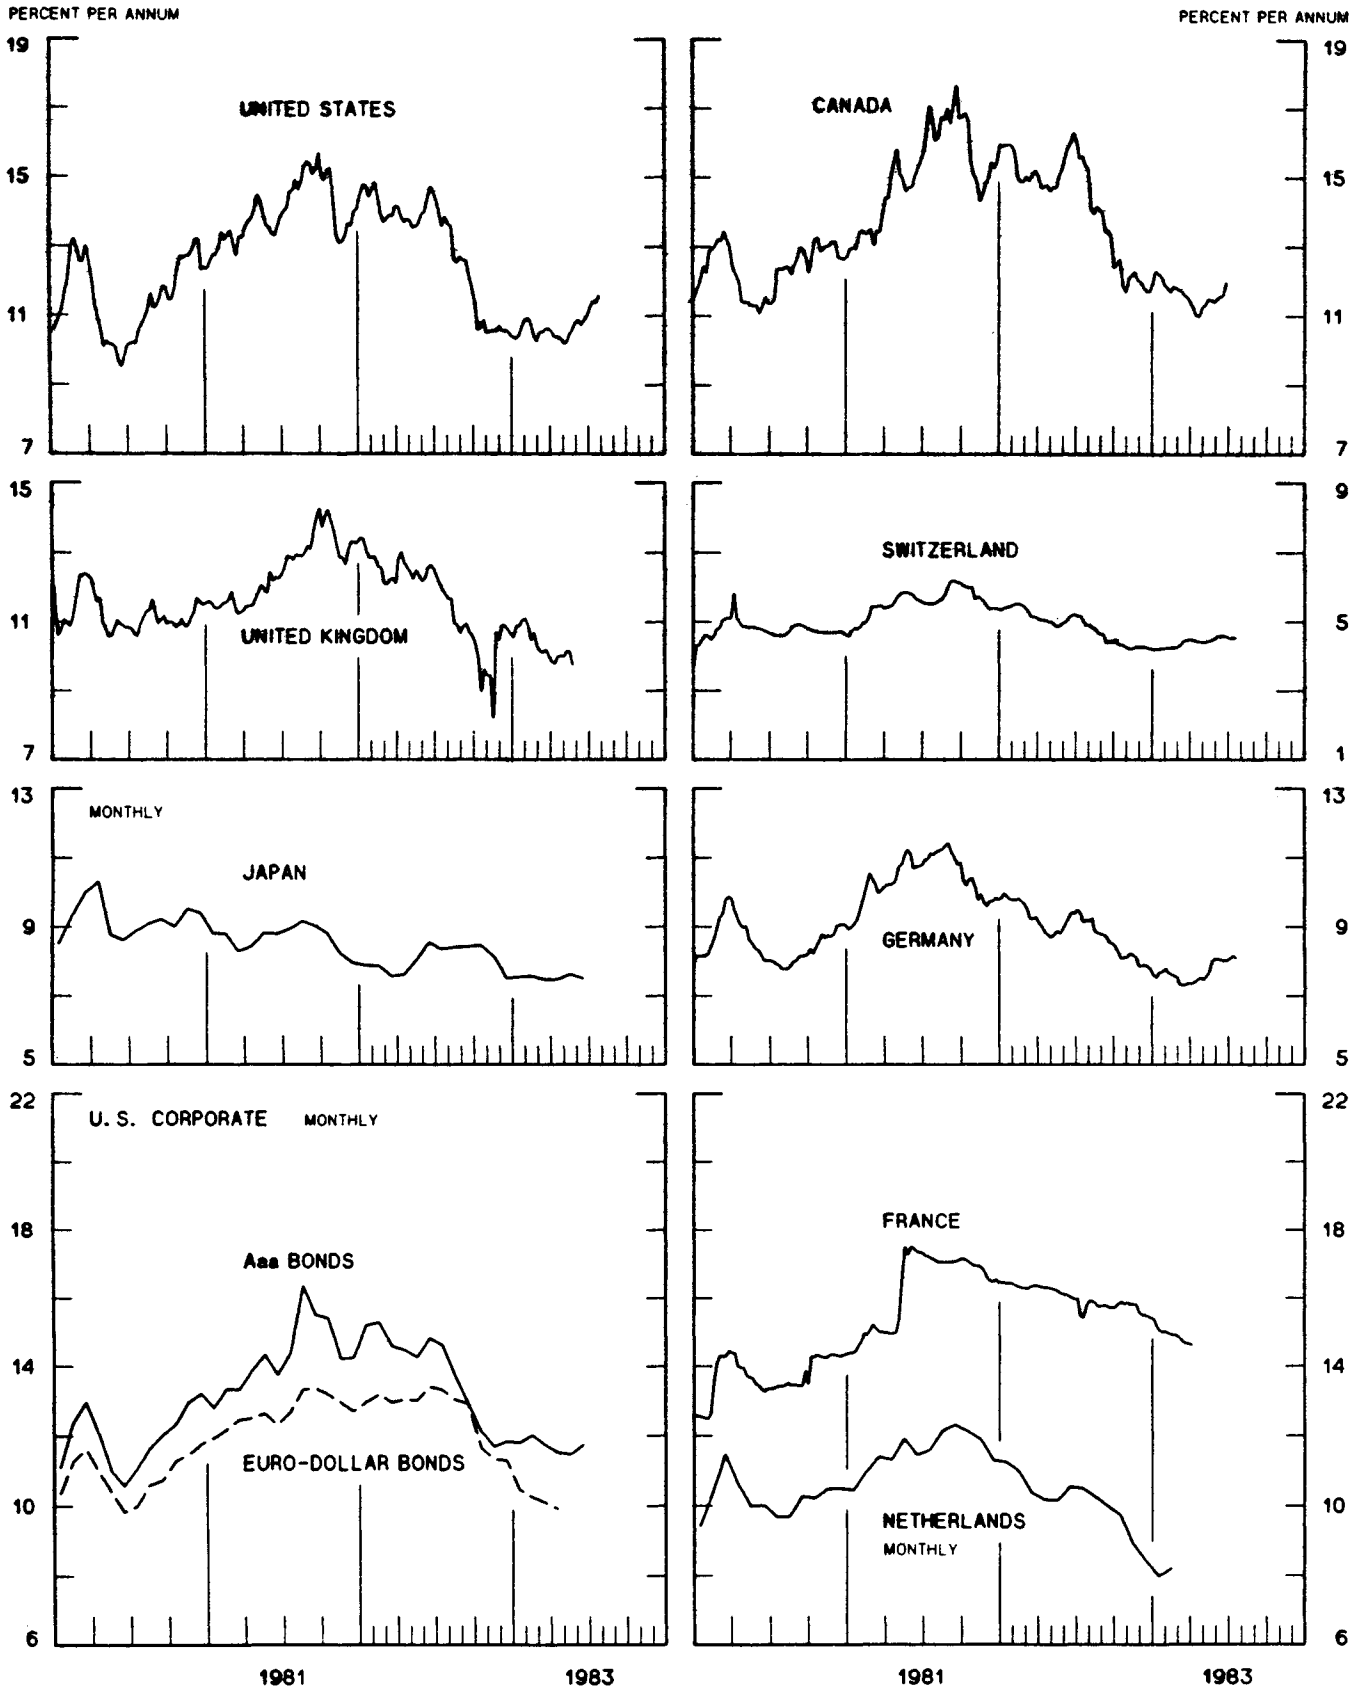 PERCENT PER ANNUM
PERCENT PER ANNUM
19
UNITED STATES
15
11
7
CANADA
19
15
11
7
15
UNITED KINGDOM
11
7
SWITZERLAND
9
5
1
13
MONTHLY
JAPAN
9
5
GERMANY
13
9
5
22
U.S. CORPORATE MONTHLY
18
Aaa BONDS
14
EURO-DOLLAR BONDS
10
6
FRANCE
22
18
14
10
NETHERLANDS
MONTHLY
6
1981 1983
1981 1983